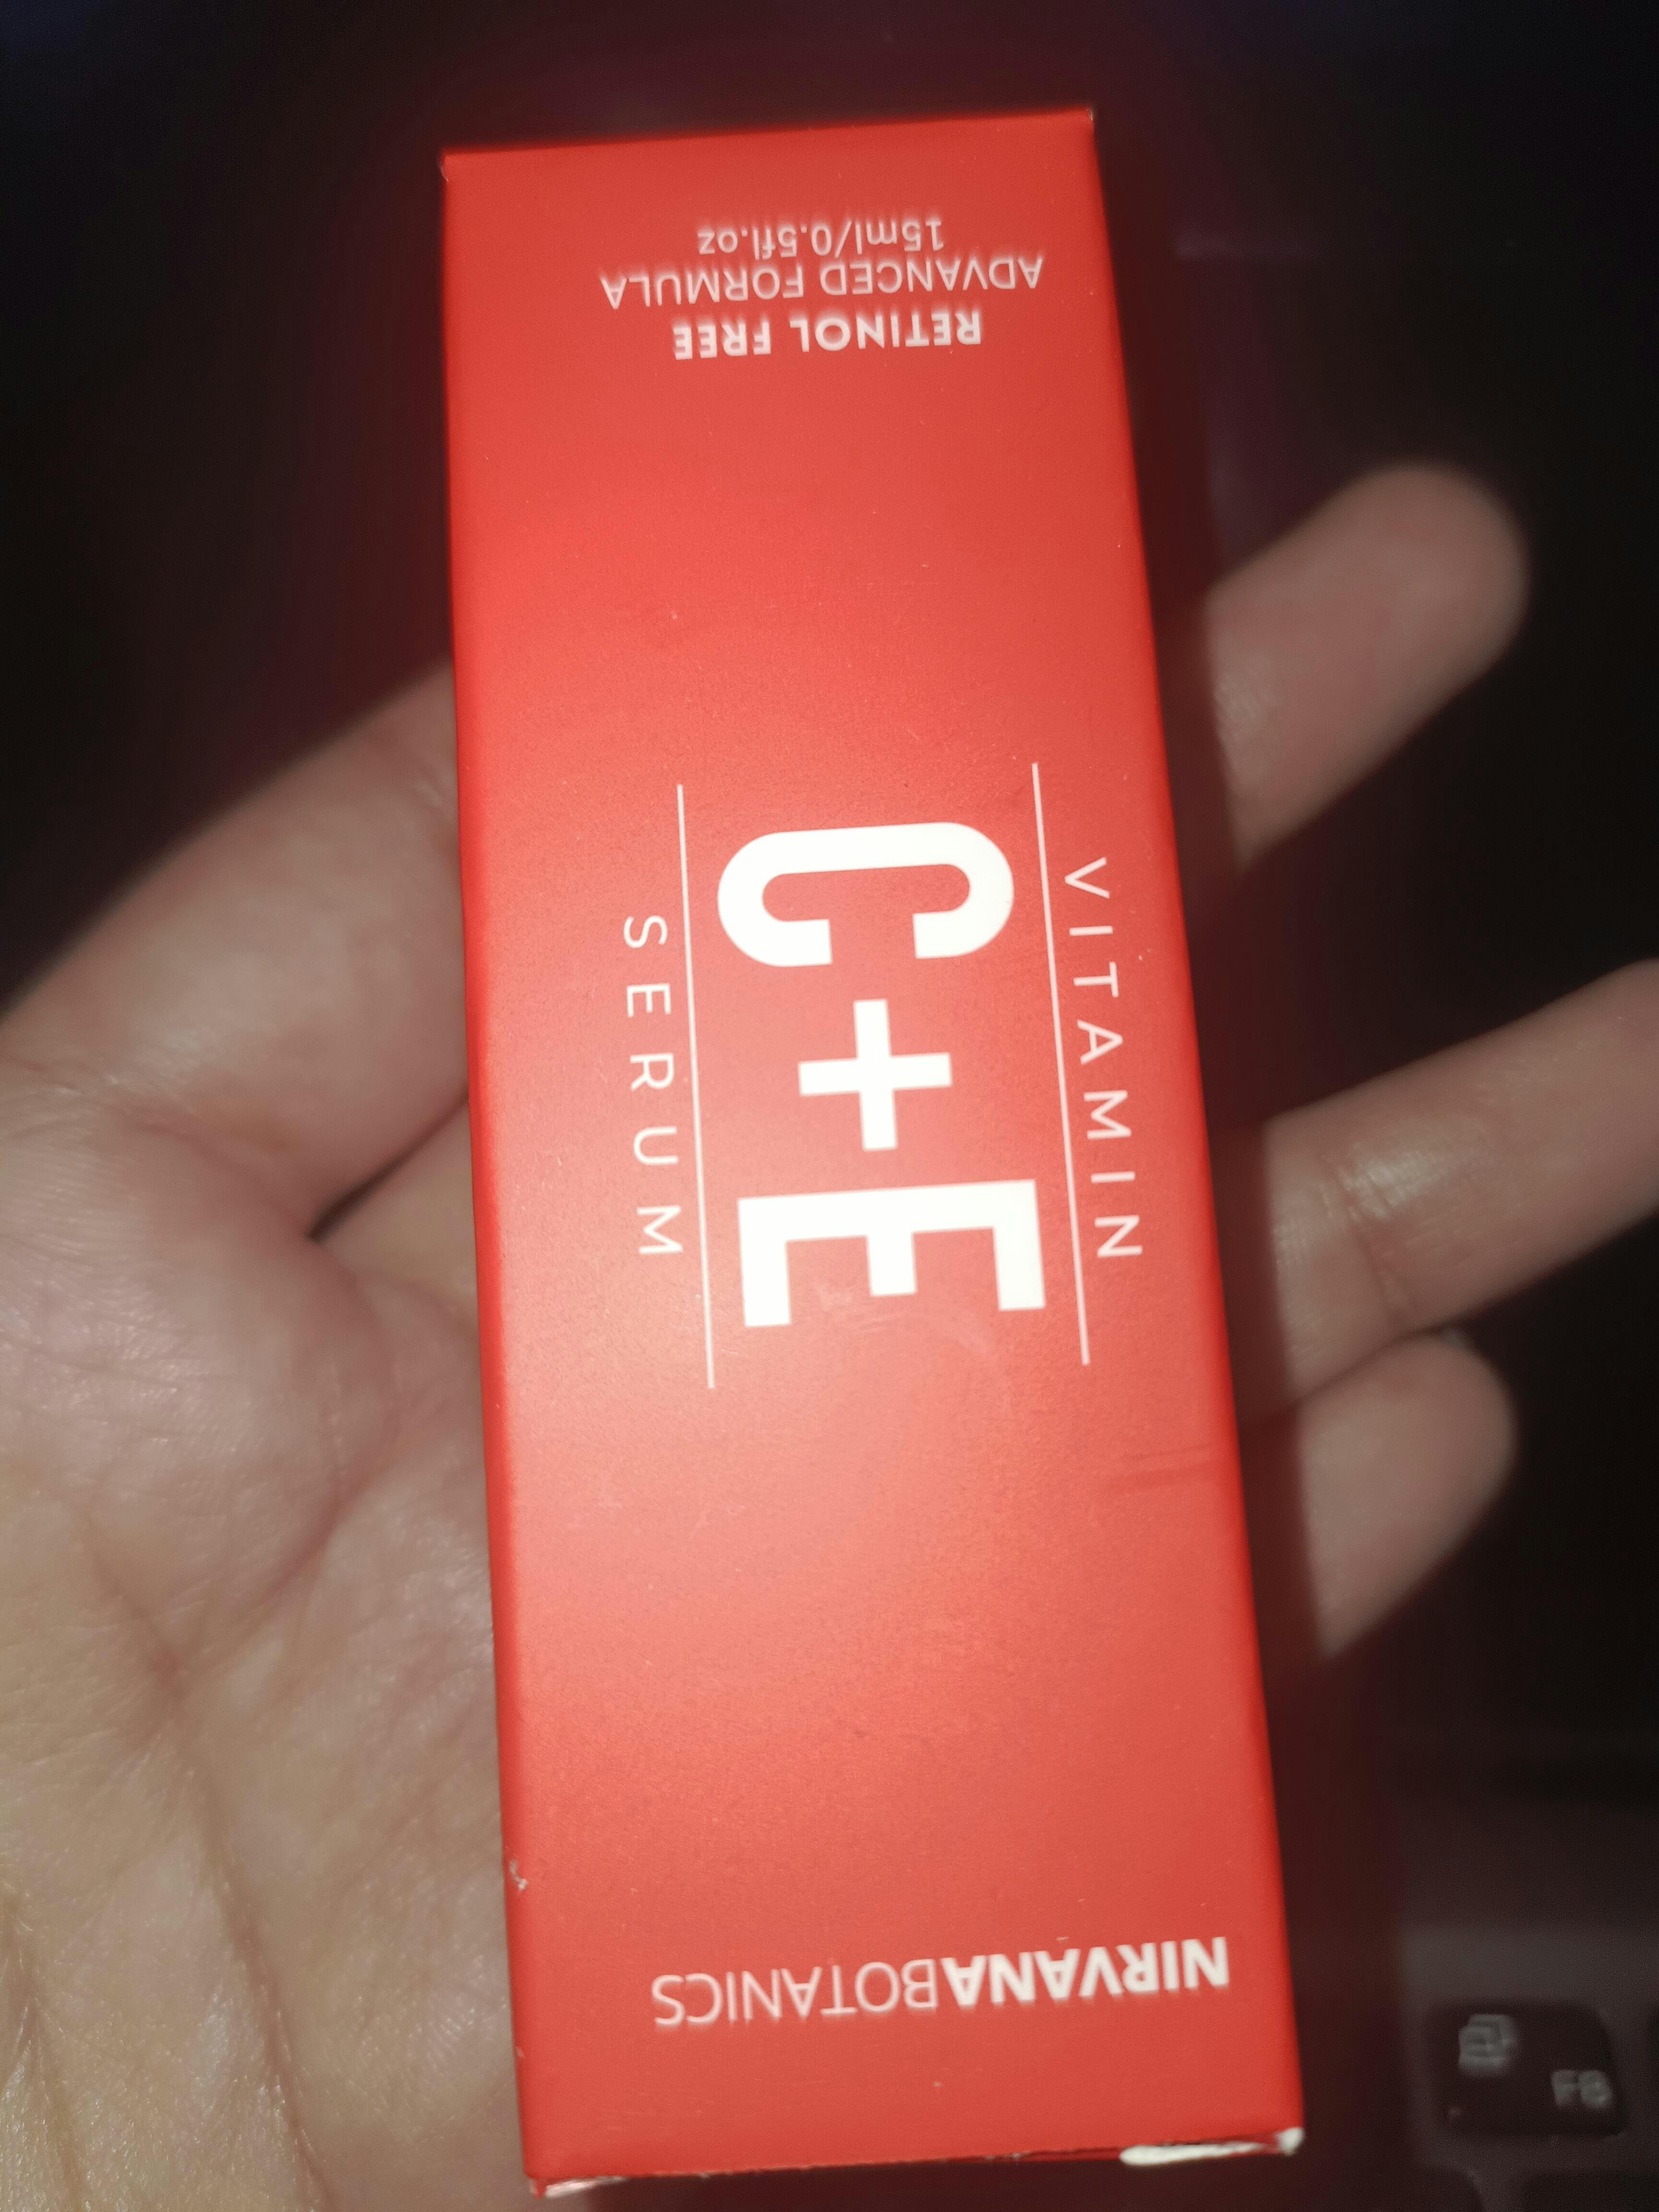 NIRVANABOTANICS
VITAMIN
C+E
SERUM
RETINOL FREE
ADVANCED FORMULA
15ml/0.5fl.oz